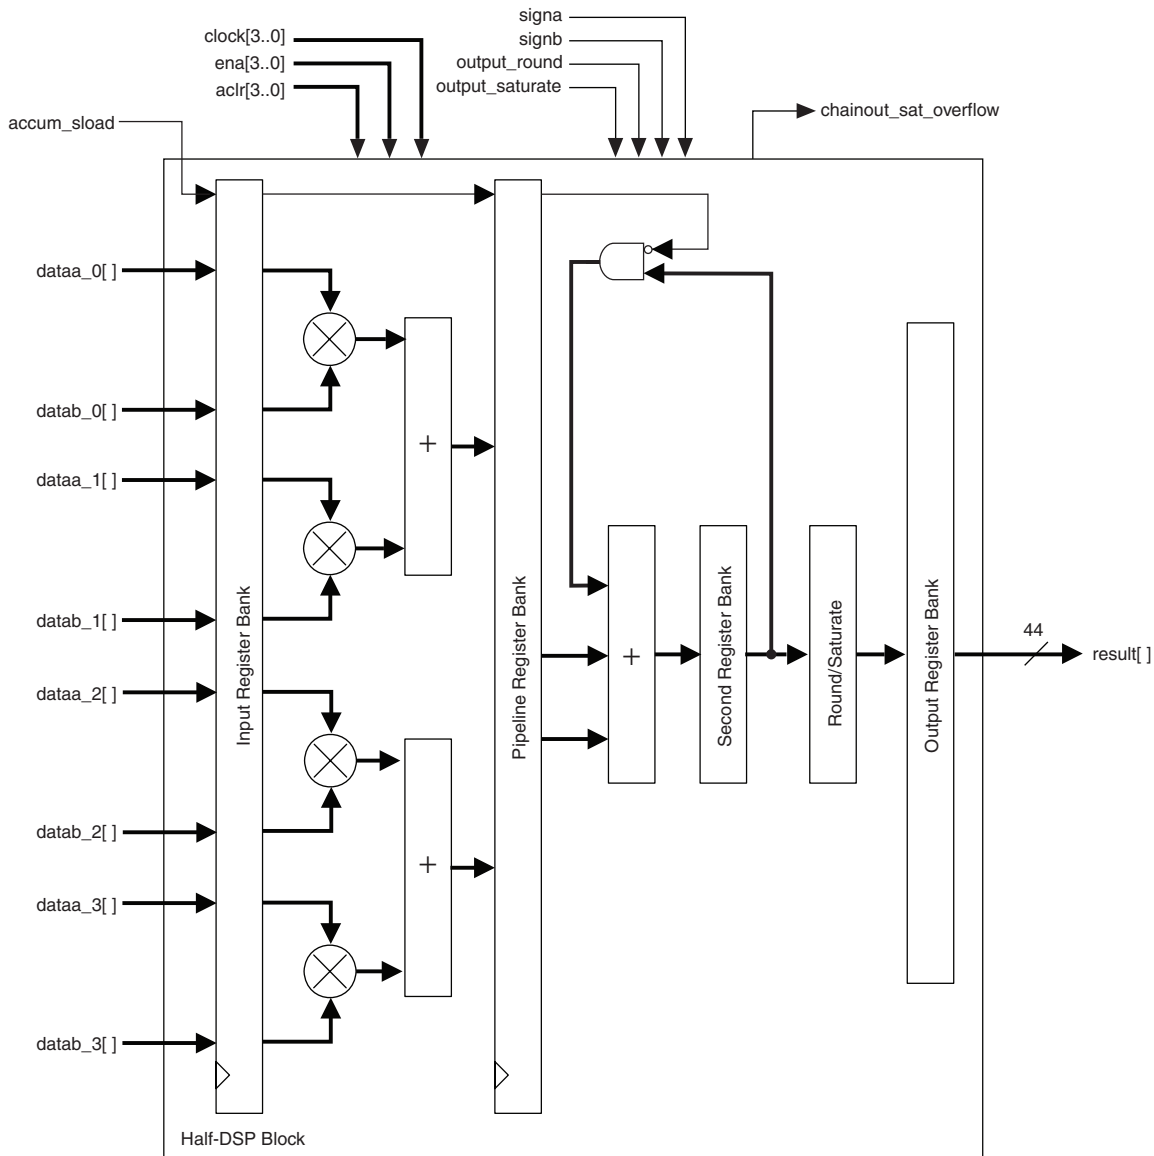 signa
signb
output_round
output_saturate
clock[3..0]
ena[3..0]
aclr[3..0]
accum_sload
chainout_sat_overflow
dataa_0[ ]
datab_0[ ]
dataa_1[ ]
datab_1[ ]
dataa_2[ ]
datab_2[ ]
dataa_3[ ]
datab_3[ ]
Input Register Bank
+
+
Pipeline Register Bank
+
Second Register Bank
Round/Saturate
Output Register Bank
44
result[ ]
Half-DSP Block